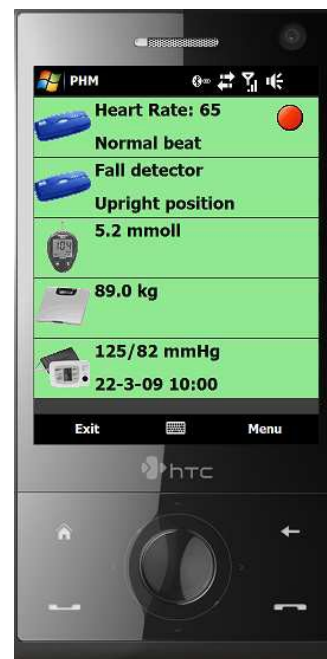 PHM
Heart Rate: 65
Normal beat
Fall detector
Upright position
5.2 mmoll
89.0 kg
125/82 mmHg
22-3-09 10:00
Exit
Menu
hTC